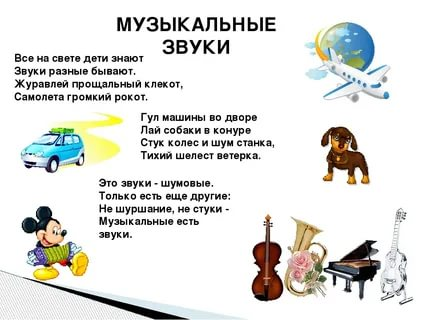 МУЗЫКАЛЬНЫЕ
ЗВУКИ
Все на свете дети знают
Звуки разные бывают.
Журавлей прощальный клекот,
Самолета громкий рокот.
Гул машины во дворе
Лай собаки в конуре
Стук колес и шум станка,
Тихий шелест ветерка.
Это звуки - шумовые.
Только есть еще другие:
Не шуршание, не стуки -
Музыкальные есть
звуки.